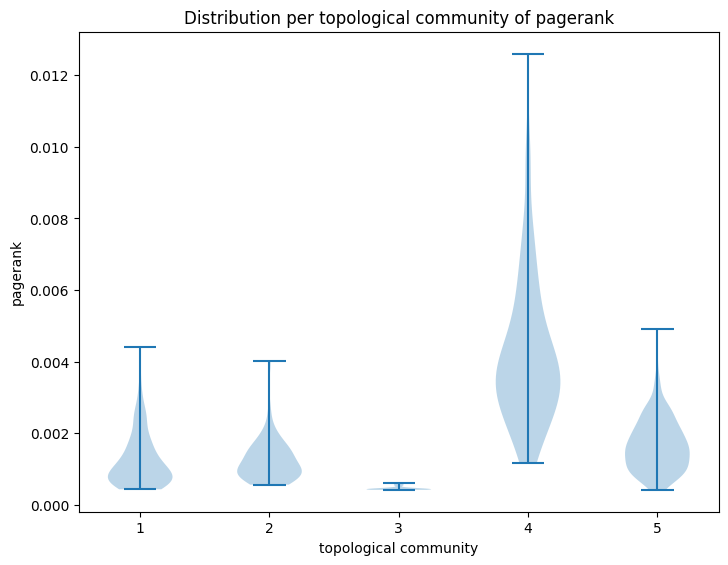 Distribution per topological community of pagerank
0.012
0.010
0.008
0.006
0.004
0.002
0.000
pagerank
1 2 3 4 5
topological community